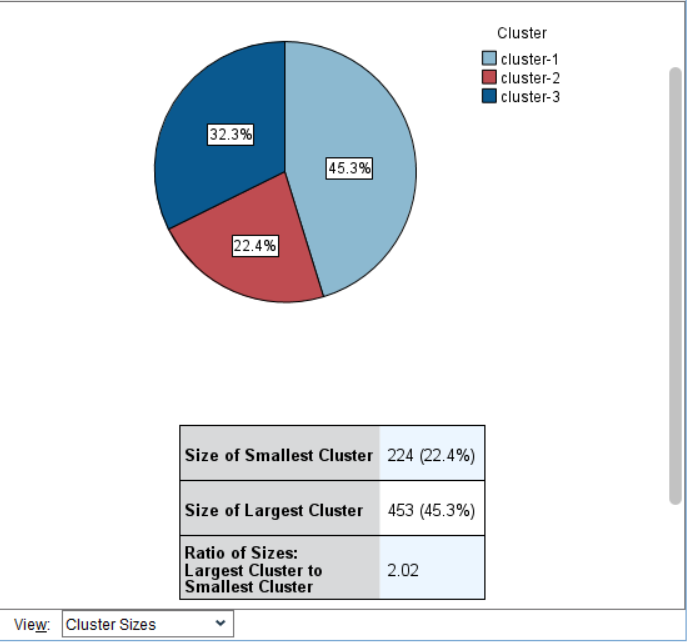 Cluster
cluster-1
cluster-2
cluster-3
32.3%
45.3%
22.4%
Size of Smallest Cluster 224 (22.4%)
Size of Largest Cluster 453 (45.3%)
Ratio of Sizes:
Largest Cluster to 2.02
Smallest Cluster
View: Cluster Sizes